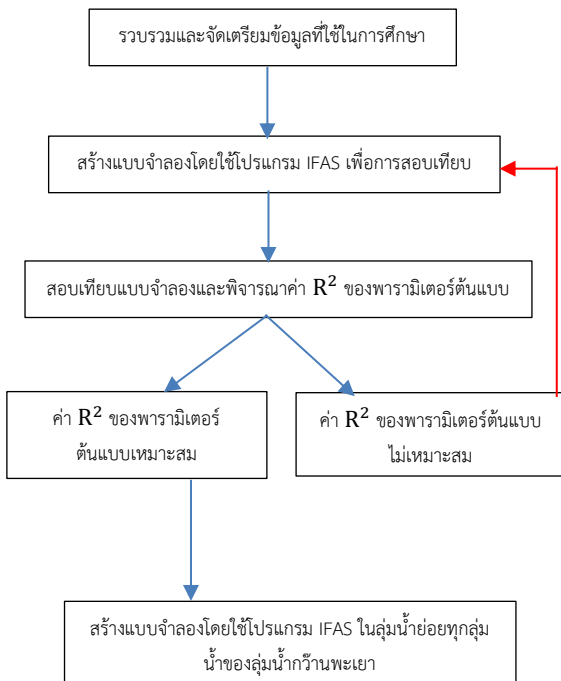 รวบรวมและจัดเตรียมข้อมูลที่ใช้ในการศึกษา
สร้างแบบจำลองโดยใช้โปรแกรม IFAS เพื่อการสอบเทียบ
สอบเทียบแบบจำลองและพิจารณาค่า R² ของพารามิเตอร์ต้นแบบ
ค่า R² ของพารามิเตอร์
ต้นแบบเหมาะสม
ค่า R² ของพารามิเตอร์ต้นแบบ
ไม่เหมาะสม
สร้างแบบจำลองโดยใช้โปรแกรม IFAS ในลุ่มน้ำย่อยทุกลุ่ม
น้ำของลุ่มน้ำกว๊านพะเยา